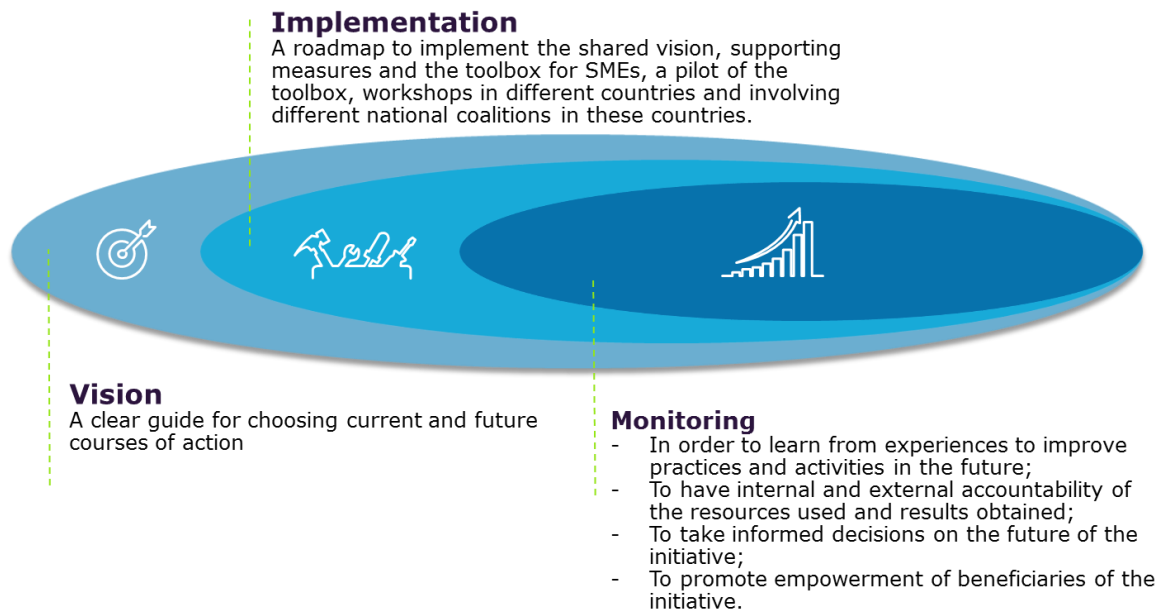 Implementation
A roadmap to implement the shared vision, supporting
measures and the toolbox for SMEs, a pilot of the
toolbox, workshops in different countries and involving
different national coalitions in these countries.
Vision
A clear guide for choosing current and future
courses of action
Monitoring
- In order to learn from experiences to improve
practices and activities in the future;
- To have internal and external accountability of
the resources used and results obtained;
- To take informed decisions on the future of the
initiative;
- To promote empowerment of beneficiaries of the
initiative.